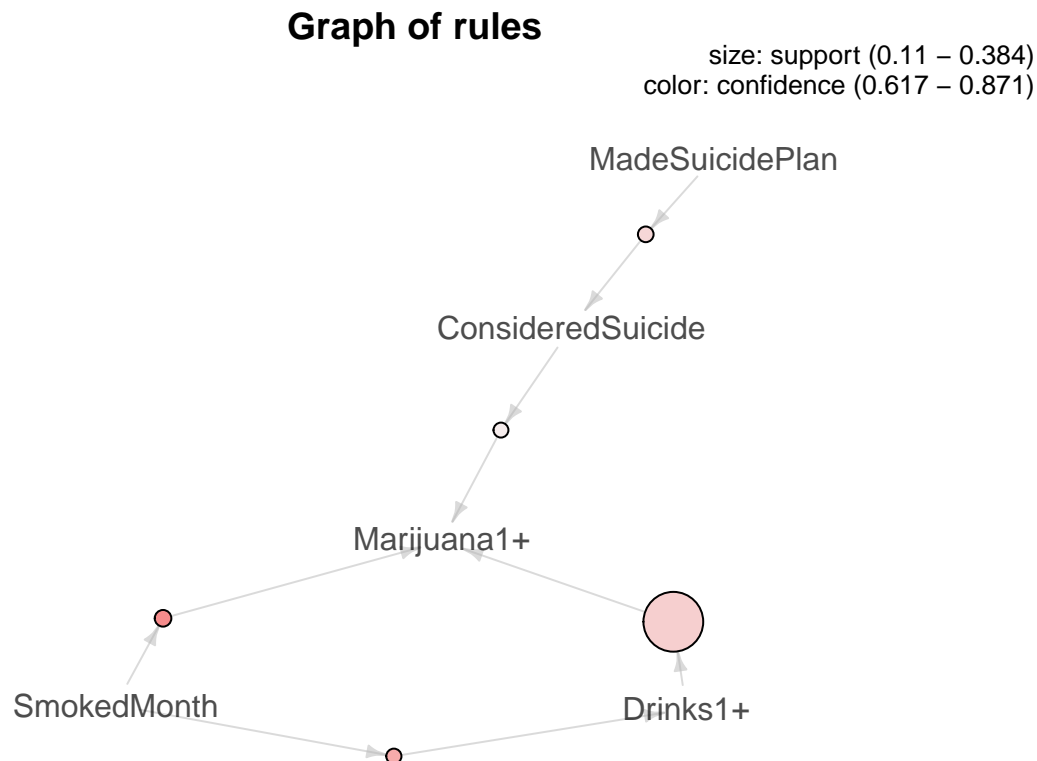 Graph of rules
size: support (0.11 − 0.384)
color: confidence (0.617 − 0.871)
MadeSuicidePlan
ConsideredSuicide
Marijuana1+
SmokedMonth
Drinks1+